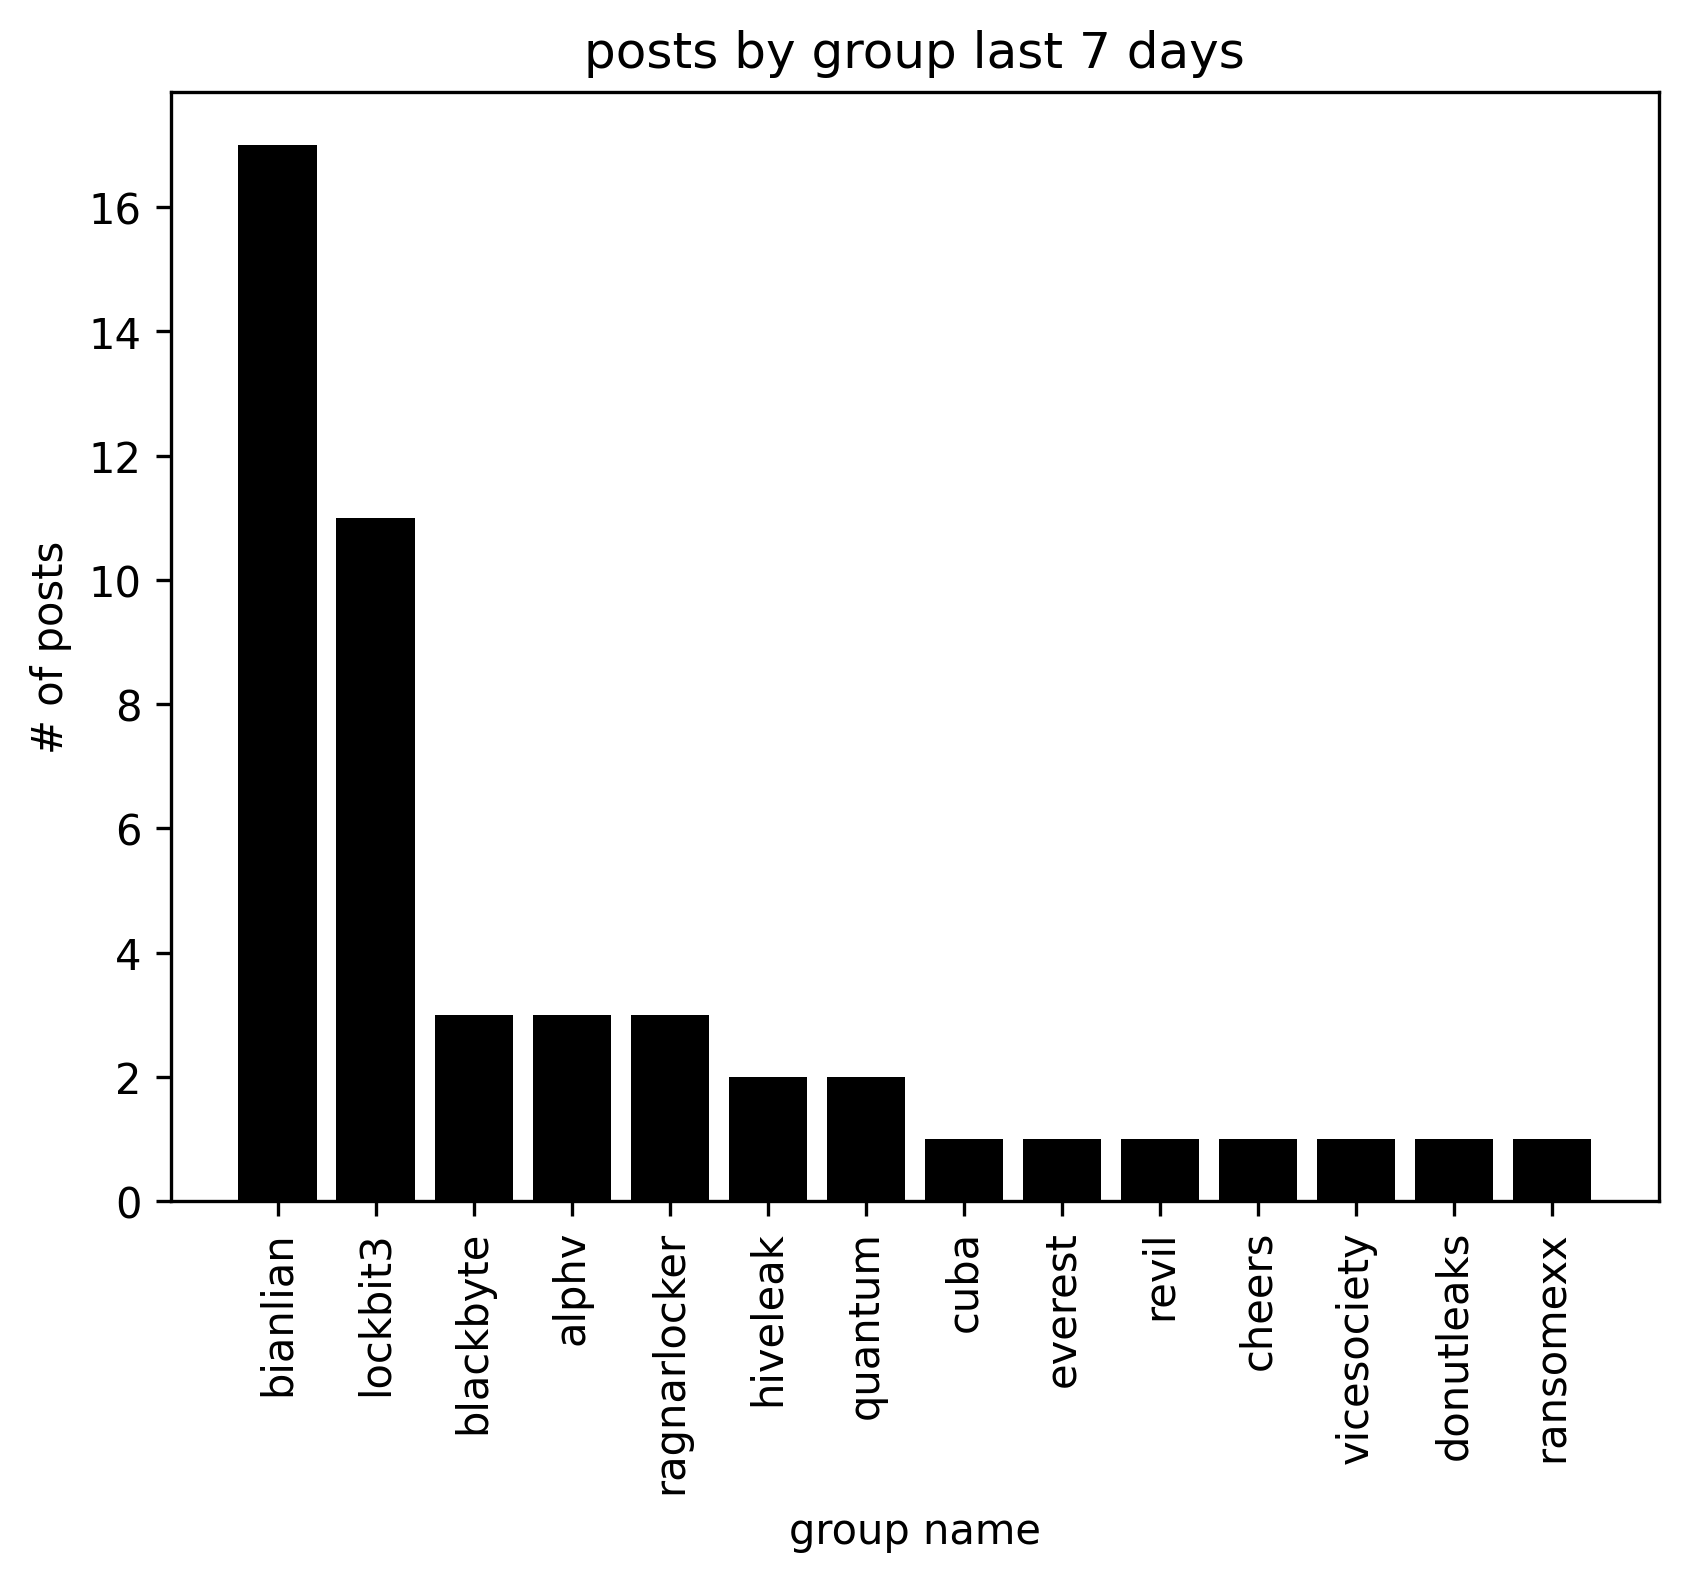 posts by group last 7 days
# of posts
16
14
12
10
8
6
4
2
0
bianlian
lockbit3
blackbyte
alphv
ragnarlocker
hiveleak
quantum
cuba
everest
revil
cheers
vicesociety
donutleaks
ransomexx
group name